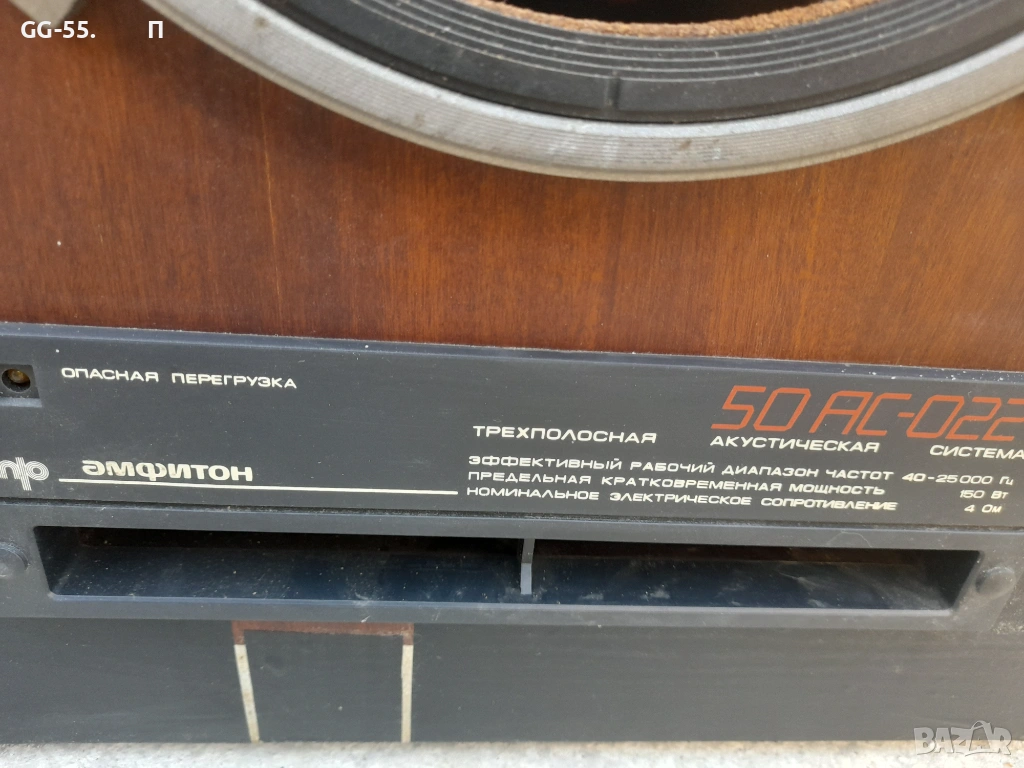 GG-55. П
ОПАСНАЯ ПЕРЕГРУЗКА
50 АС-022
ТРЕХПОЛОСНАЯ АКУСТИЧЕСКАЯ СИСТЕМА
эмфитон
ЭФФЕКТИВНЫЙ РАБОЧИЙ ДИАПАЗОН ЧАСТОТ 40-25000 Гц
ПРЕДЕЛЬНАЯ КРАТКОВРЕМЕННАЯ МОЩНОСТЬ 150 Вт
НОМИНАЛЬНОЕ ЭЛЕКТРИЧЕСКОЕ СОПРОТИВЛЕНИЕ 4 Ом
BAZAR